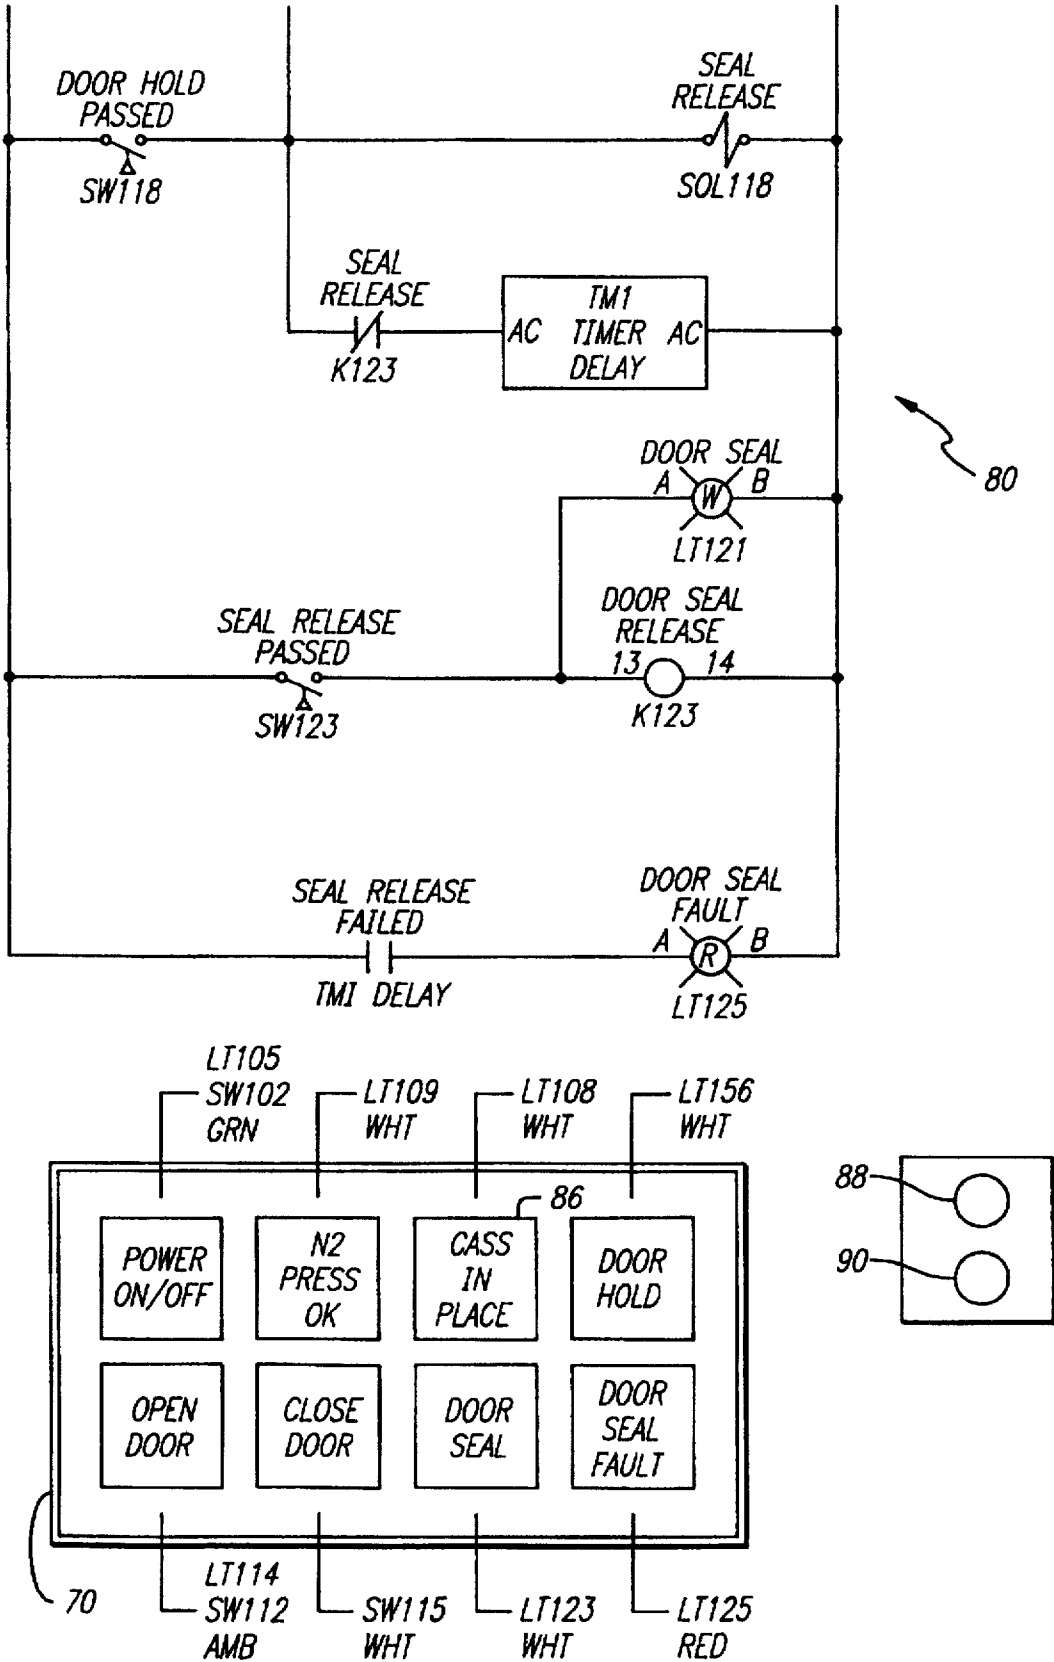 DOOR HOLD
PASSED
SW118
SEAL
RELEASE
SOL118
SEAL
RELEASE
K123
TM1
AC TIMER AC
DELAY
80
DOOR SEAL
A W B
LT121
SEAL RELEASE
PASSED
SW123
DOOR SEAL
RELEASE
13 14
K123
SEAL RELEASE
FAILED
TMI DELAY
DOOR SEAL
FAULT
A R B
LT125
LT105
SW102
GRN
LT109
WHT
LT108
WHT
LT156
WHT
86
POWER
ON/OFF
N2
PRESS
OK
CASS
IN
PLACE
DOOR
HOLD
OPEN
DOOR
CLOSE
DOOR
DOOR
SEAL
DOOR
SEAL
FAULT
88
90
70
LT114
SW112
AMB
SW115
WHT
LT123
WHT
LT125
RED